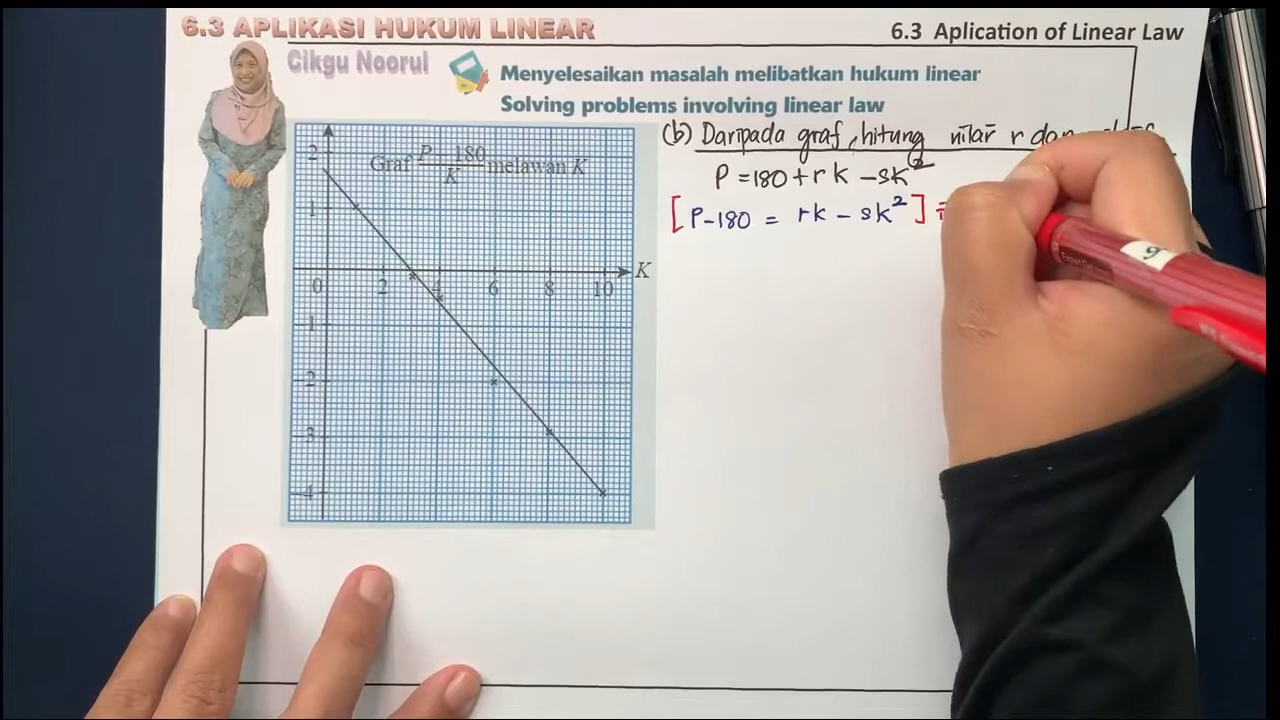 6.3 APLIKASI HUKUM LINEAR
6.3 Aplication of Linear Law
Cikgu Noorul
Menyelesaikan masalah melibatkan hukum linear
Solving problems involving linear law
(b) Daripada graf, hitung nilai r dan
P = 180 + rk - sk²
[P-180 = rk - sk²] ÷
Graf P - 180 / K melawan K
2
1
0 2 4 6 8 10 K
-1
-2
-3
-4